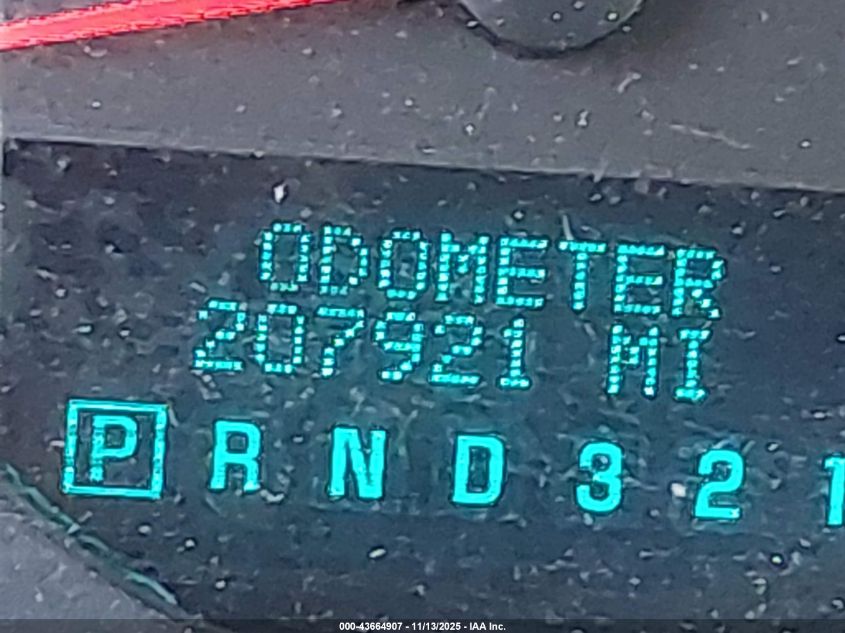 ODOMETER
207921 MI
P R N D 3 2 1
000-43664907 - 11/13/2025 - IAA Inc.